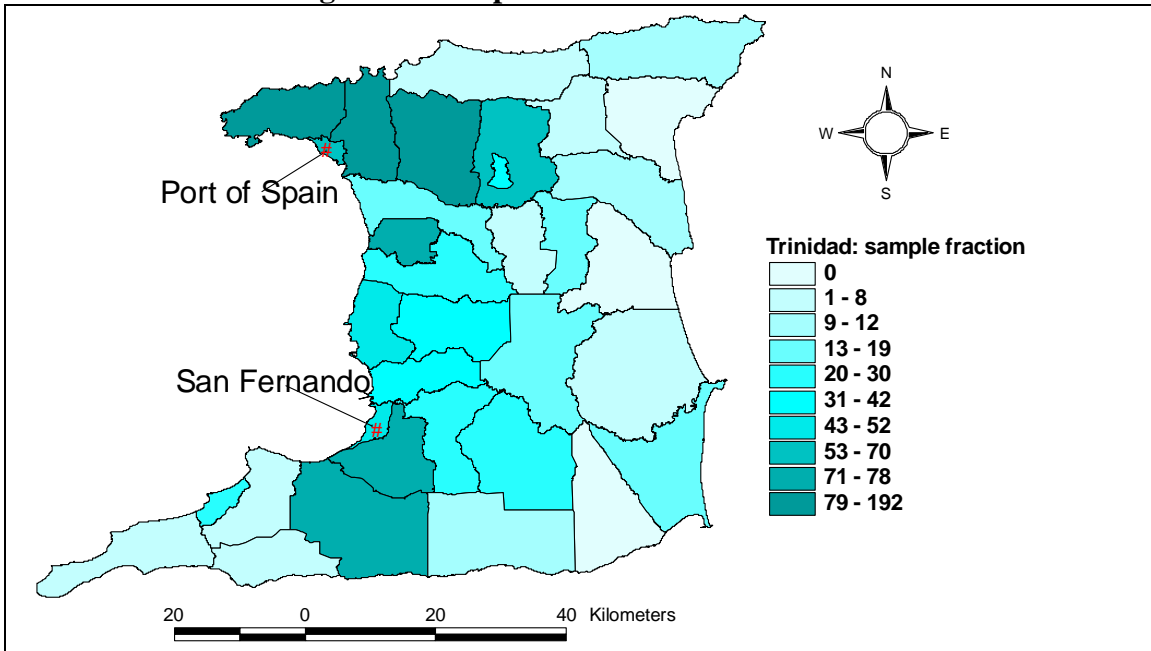 N
W E
S
Port of Spain
San Fernando
Trinidad: sample fraction
0
1 - 8
9 - 12
13 - 19
20 - 30
31 - 42
43 - 52
53 - 70
71 - 78
79 - 192
20 0 20 40 Kilometers